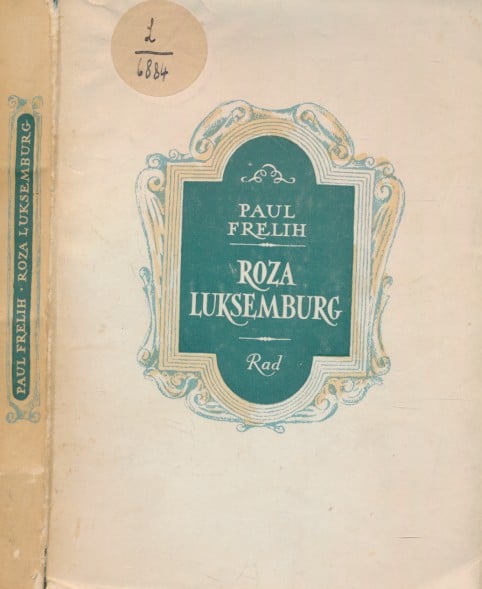 L
6884
PAUL
FRELIH
ROZA
LUKSEMBURG
Rad
PAUL FRELIH · ROZA LUKSEMBURG